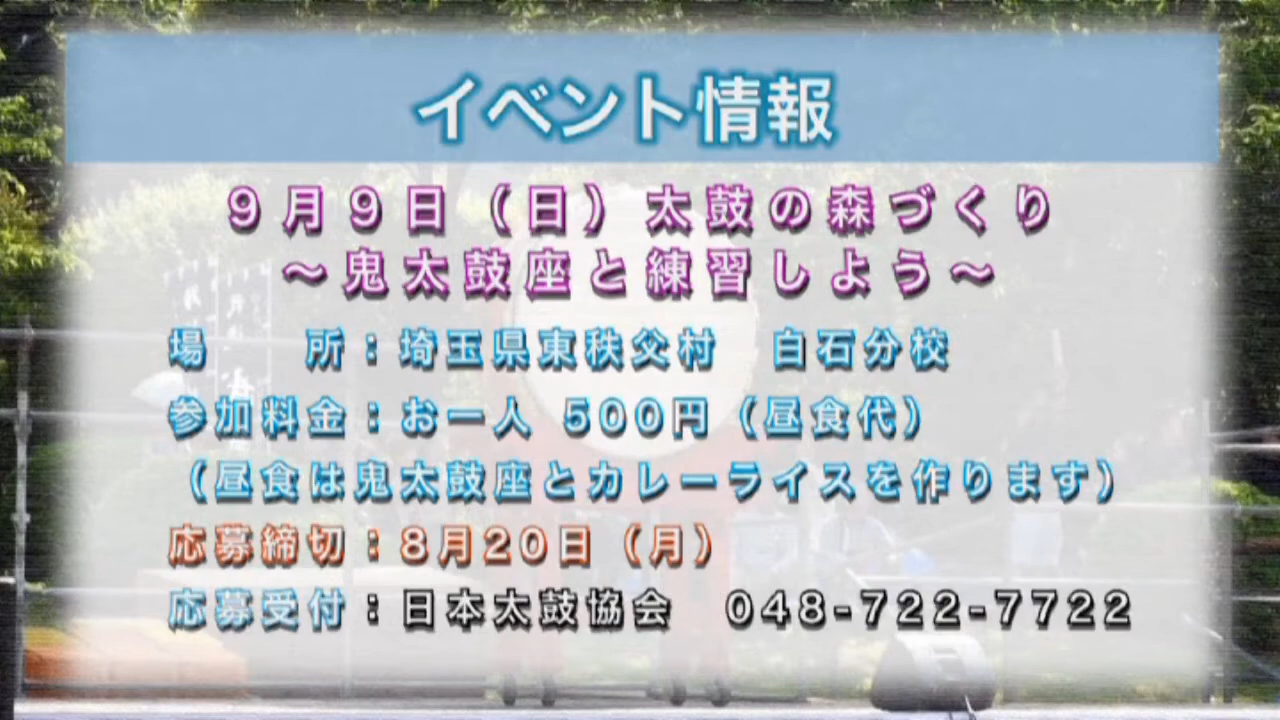 イベント情報
９月９日（日）太鼓の森づくり
～鬼太鼓座と練習しよう～
場　　所：埼玉県東秩父村　白石分校
参加料金：お一人 ５００円（昼食代）
（昼食は鬼太鼓座とカレーライスを作ります）
応募締切：８月２０日（月）
応募受付：日本太鼓協会　０４８-７２２-７７２２